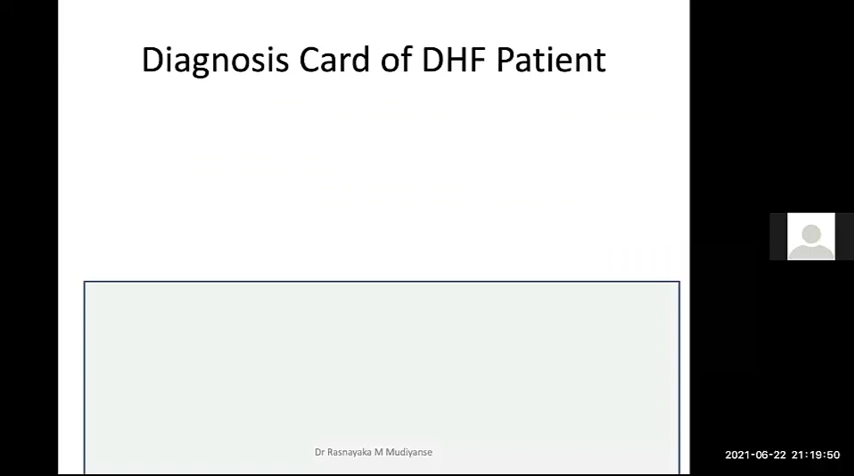 Diagnosis Card of DHF Patient
Dr Rasnayaka M Mudiyanse
2021-06-22 21:19:50